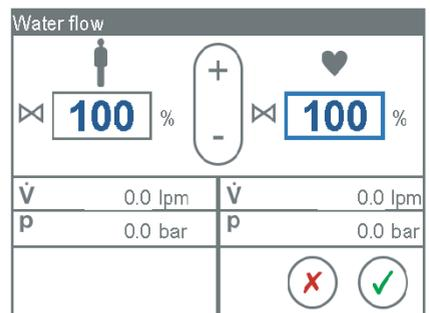 Water flow
100 % + 100 %
-
V̇ 0.0 lpm V̇ 0.0 lpm
p 0.0 bar p 0.0 bar